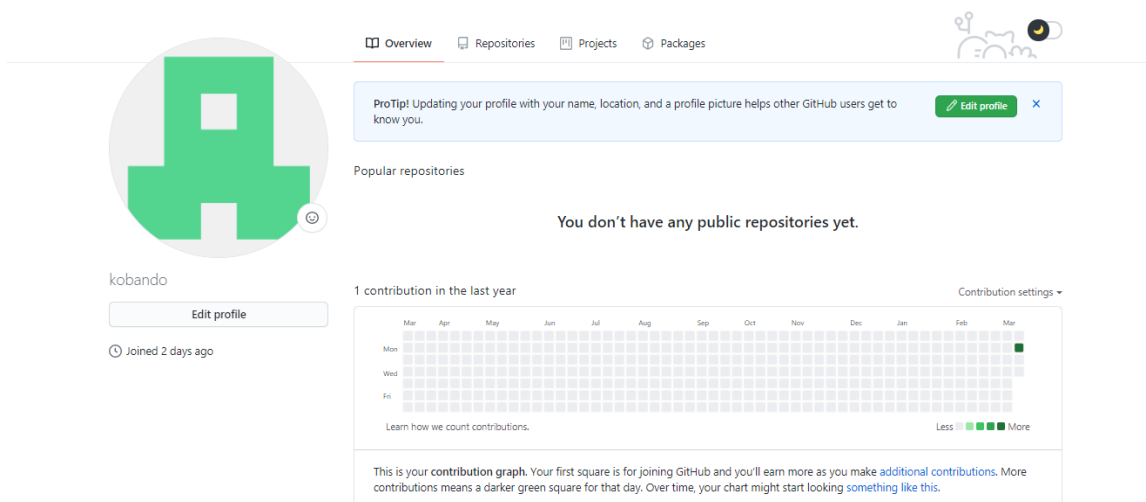 Overview Repositories Projects Packages
ProTip! Updating your profile with your name, location, and a profile picture helps other GitHub users get to
know you.
Edit profile
Popular repositories
You don't have any public repositories yet.
kobando
Edit profile
Joined 2 days ago
1 contribution in the last year
Contribution settings
Mar Apr May Jun Jul Aug Sep Oct Nov Dec Jan Feb Mar
Mon
Wed
Fri
Learn how we count contributions.
Less More
This is your contribution graph. Your first square is for joining GitHub and you'll earn more as you make additional contributions. More
contributions means a darker green square for that day. Over time, your chart might start looking something like this.